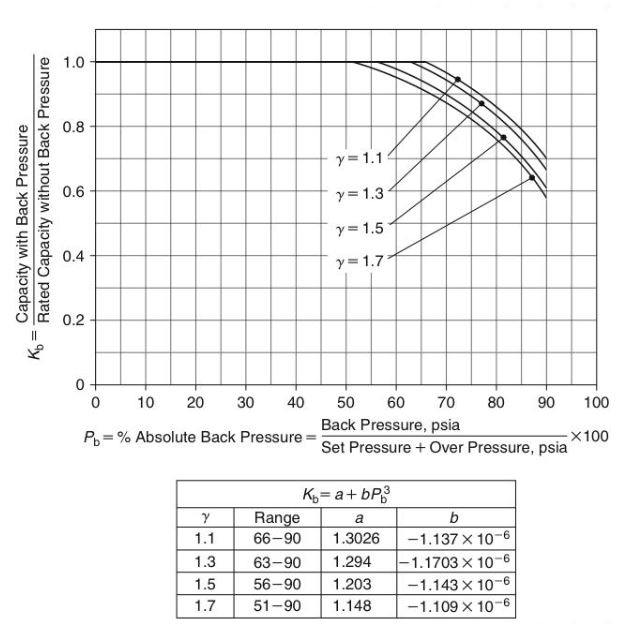 K_b = Capacity with Back Pressure
Rated Capacity without Back Pressure
1.0
0.8
0.6
0.4
0.2
0
γ = 1.1
γ = 1.3
γ = 1.5
γ = 1.7
0 10 20 30 40 50 60 70 80 90 100
P_b = % Absolute Back Pressure = Back Pressure, psia
Set Pressure + Over Pressure, psia ×100
K_b = a + bP_b^3
γ Range a b
1.1 66−90 1.3026 −1.137 × 10^−6
1.3 63−90 1.294 −1.1703 × 10^−6
1.5 56−90 1.203 −1.143 × 10^−6
1.7 51−90 1.148 −1.109 × 10^−6